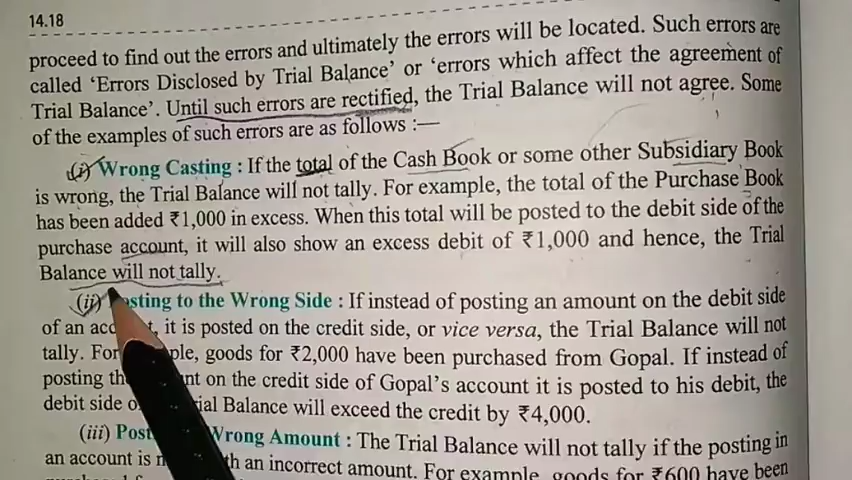 14.18
proceed to find out the errors and ultimately the errors will be located. Such errors are
called 'Errors Disclosed by Trial Balance' or 'errors which affect the agreement of
Trial Balance'. Until such errors are rectified, the Trial Balance will not agree. Some
of the examples of such errors are as follows :—
(i) Wrong Casting : If the total of the Cash Book or some other Subsidiary Book
is wrong, the Trial Balance will not tally. For example, the total of the Purchase Book
has been added ₹1,000 in excess. When this total will be posted to the debit side of the
purchase account, it will also show an excess debit of ₹1,000 and hence, the Trial
Balance will not tally.
(ii) Posting to the Wrong Side : If instead of posting an amount on the debit side
of an acc t, it is posted on the credit side, or vice versa, the Trial Balance will not
tally. For ple, goods for ₹2,000 have been purchased from Gopal. If instead of
posting th nt on the credit side of Gopal's account it is posted to his debit, the
debit side o ial Balance will exceed the credit by ₹4,000.
(iii) Post Wrong Amount : The Trial Balance will not tally if the posting in
an account is th an incorrect amount. For example, goods for ₹600 have been